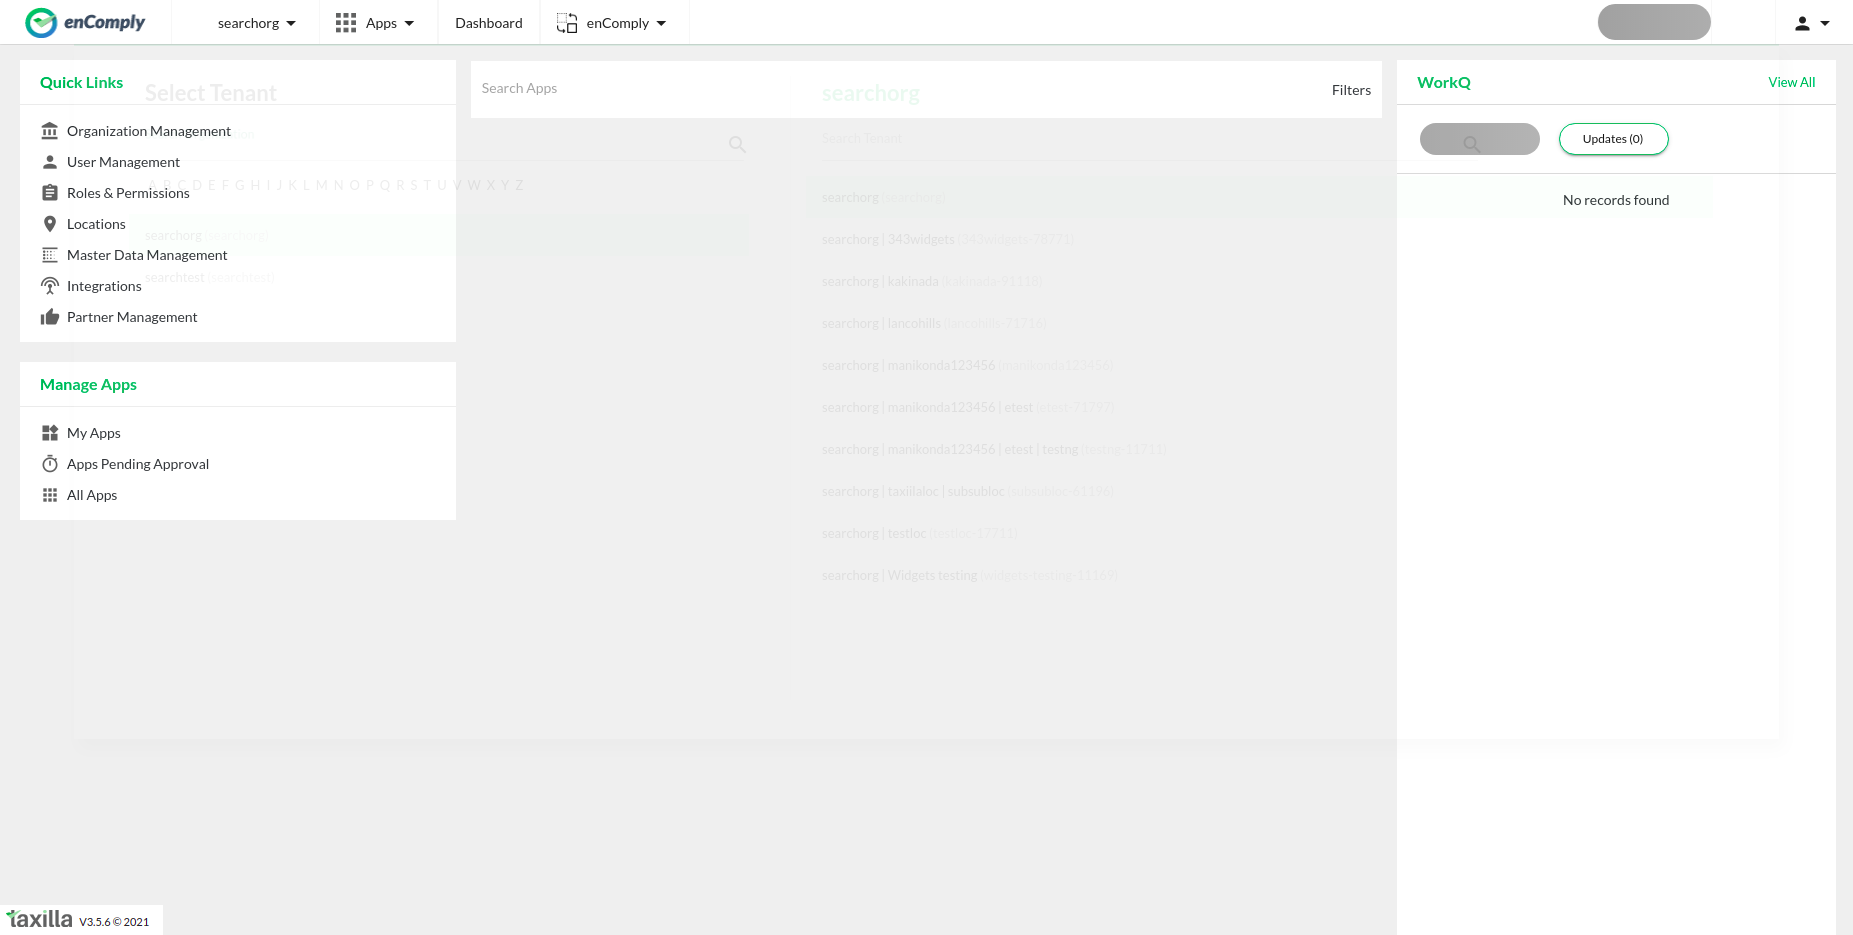 enComply
searchorg
Apps
Dashboard
enComply
Quick Links
Organization Management
User Management
Roles & Permissions
Locations
Master Data Management
Integrations
Partner Management
Manage Apps
My Apps
Apps Pending Approval
All Apps
Select Tenant
A B C D E F G H I J K L M N O P Q R S T U V W X Y Z
searchorg (searchorg)
searchtest (searchtest)
Search Apps
Filters
searchorg
Search Tenant
searchorg (searchorg)
searchorg | 343widgets (343widgets-78771)
searchorg | kakinada (kakinada-91118)
searchorg | lancohills (lancohills-71716)
searchorg | manikonda123456 (manikonda123456)
searchorg | manikonda123456 | etest (etest-71797)
searchorg | manikonda123456 | etest | testng (testng-11711)
searchorg | taxillaloc | subsubloc (subsubloc-61196)
searchorg | testloc (testloc-17711)
searchorg | Widgets testing (widgets-testing-11169)
WorkQ
View All
Updates (0)
No records found
taxilla V3.5.6 © 2021